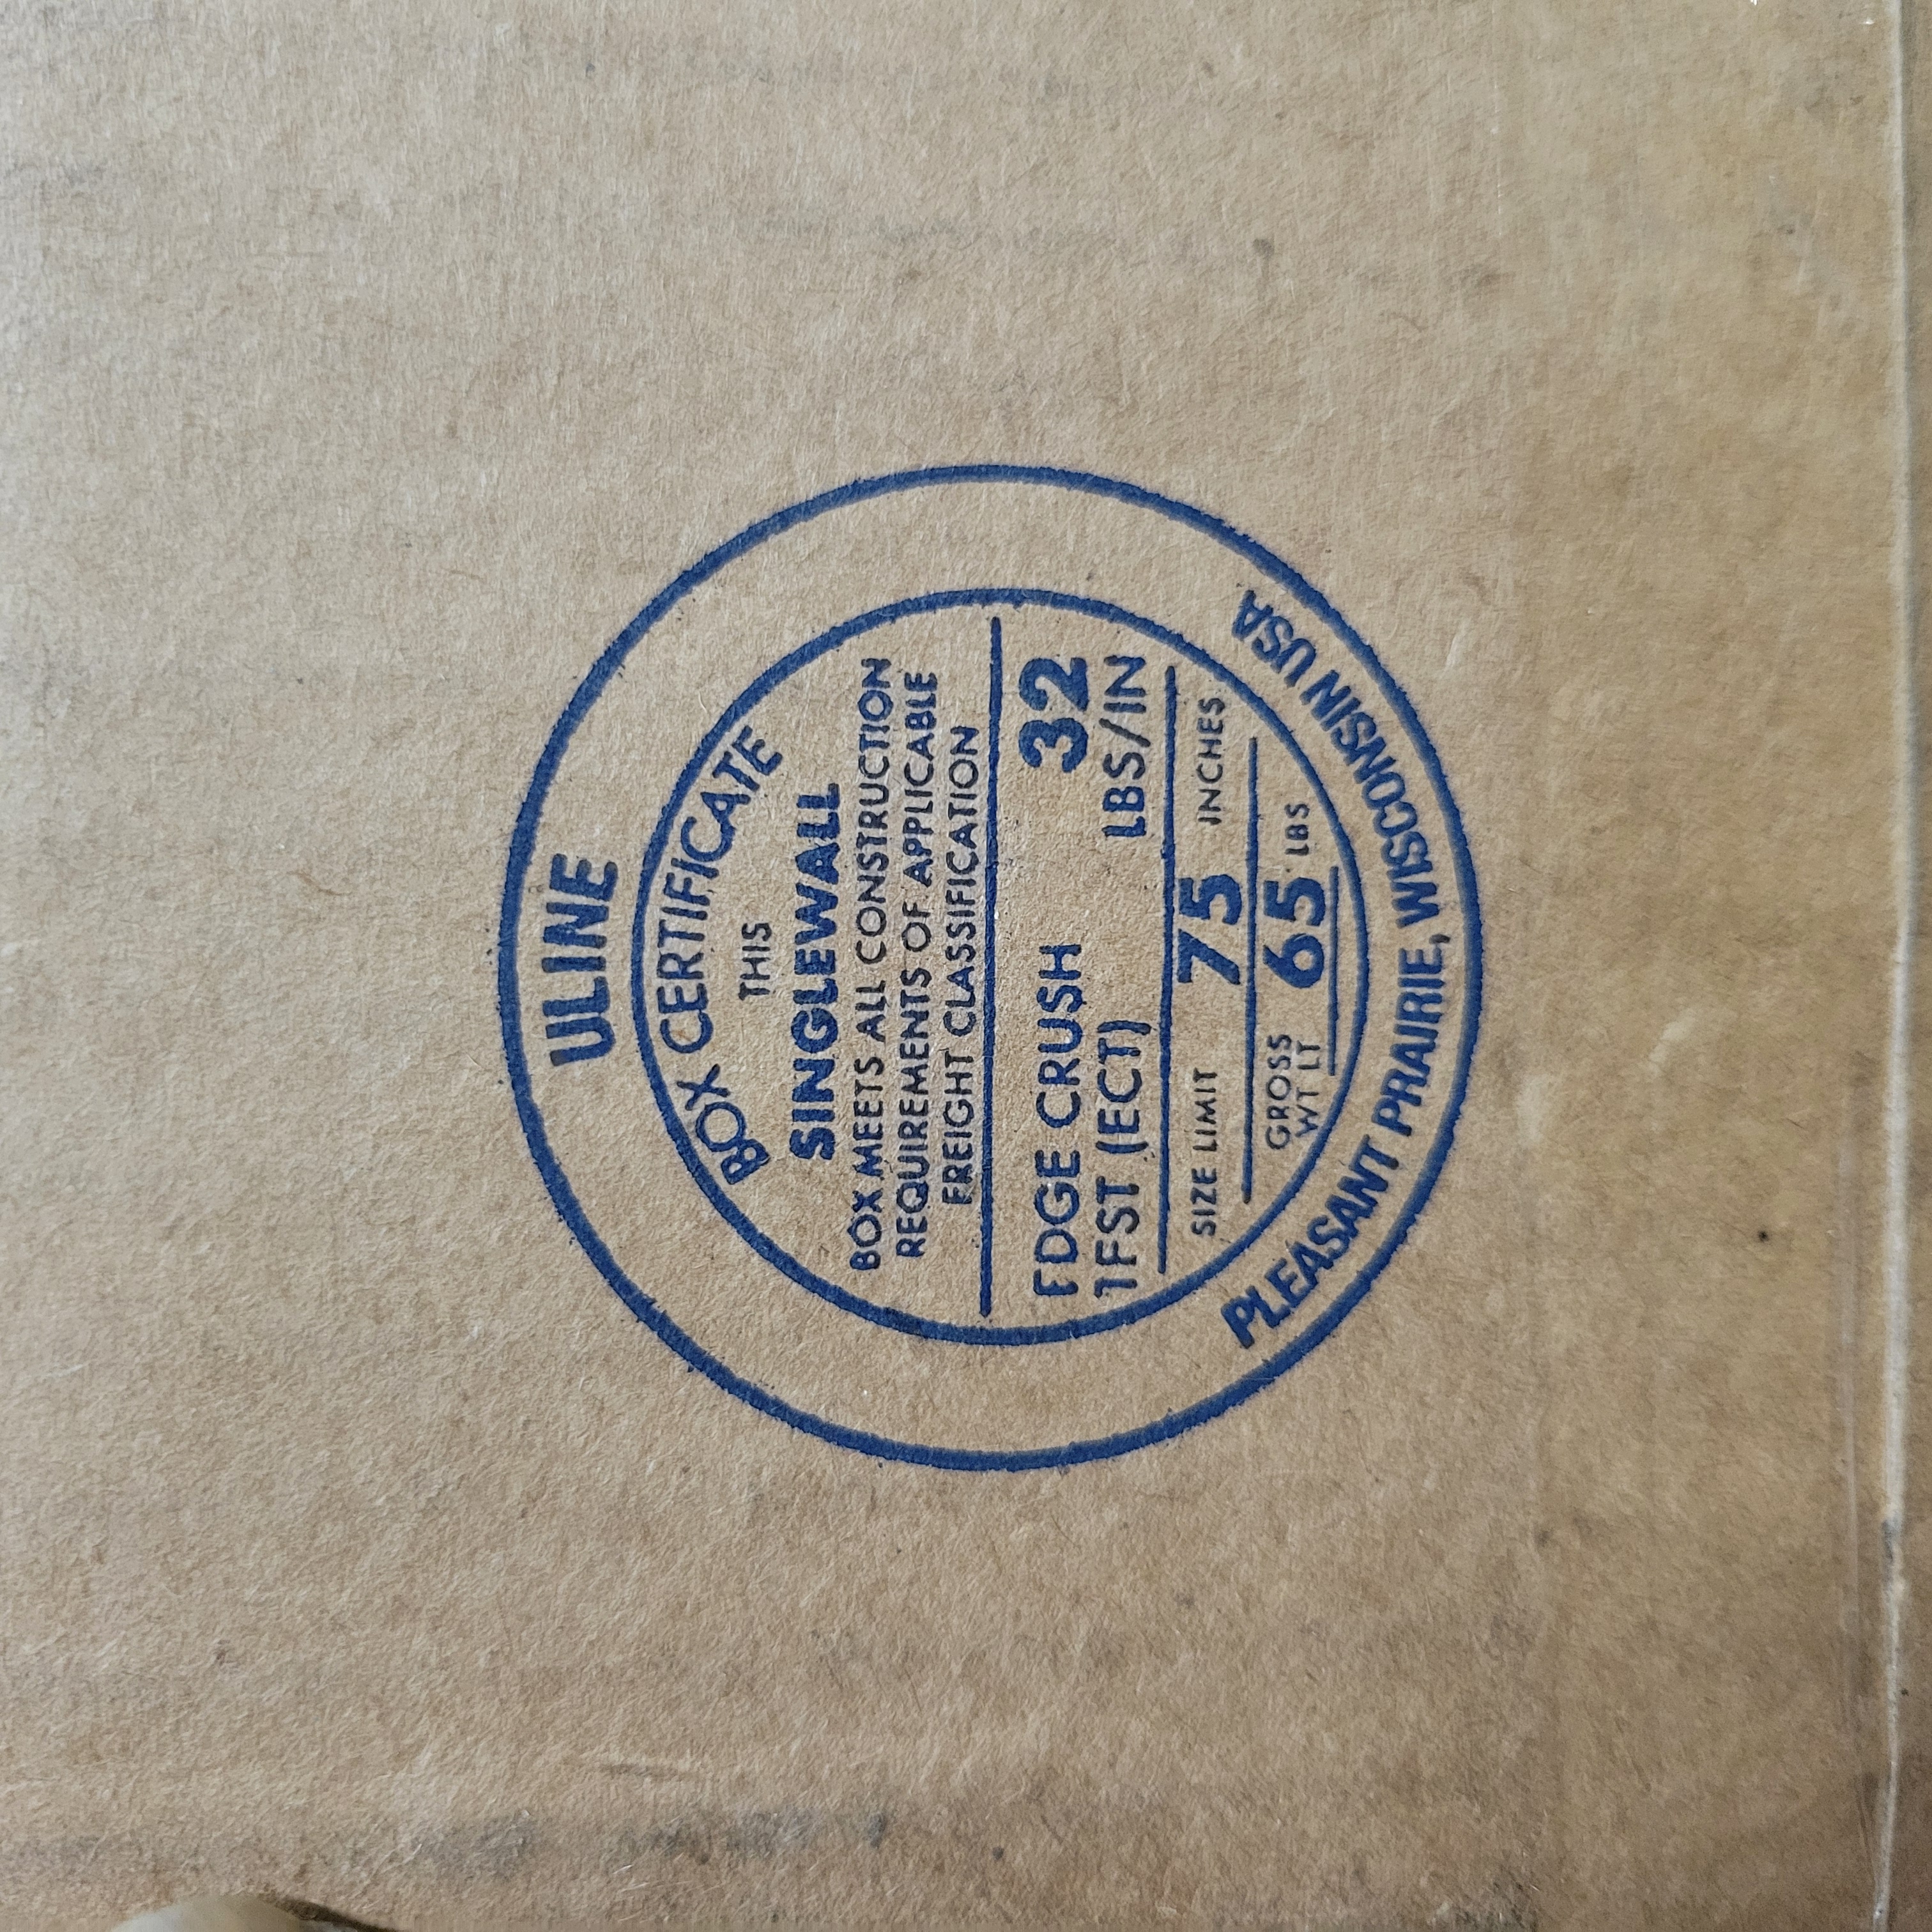 ULINE
BOX CERTIFICATE
THIS
SINGLEWALL
BOX MEETS ALL CONSTRUCTION
REQUIREMENTS OF APPLICABLE
FREIGHT CLASSIFICATION
EDGE CRUSH 32
TEST (ECT) LBS/IN
SIZE LIMIT 75 INCHES
GROSS 65 LBS
WT LT
PLEASANT PRAIRIE, WISCONSIN USA